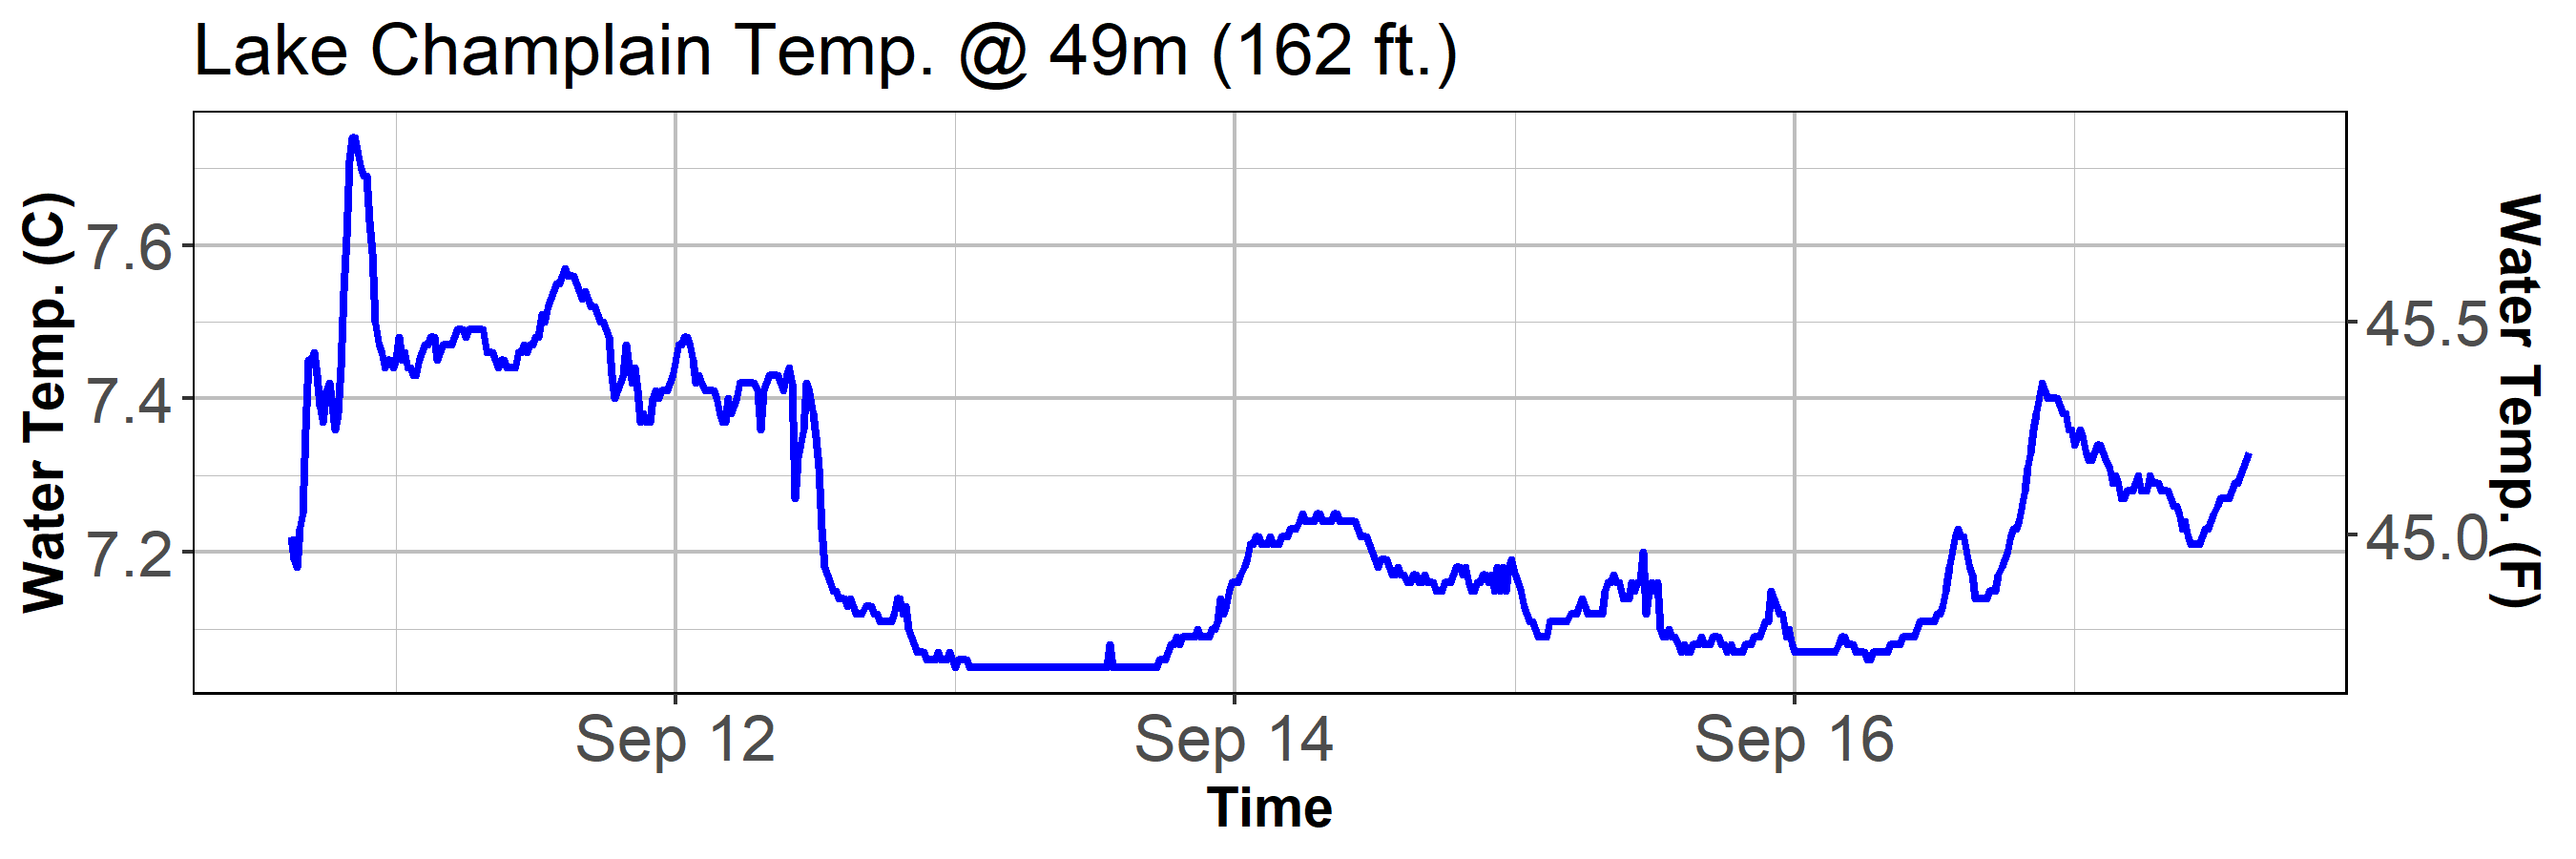 Lake Champlain Temp. @ 49m (162 ft.)
Water Temp. (C)
7.6
7.4
7.2
45.5
45.0
Water Temp. (F)
Sep 12
Sep 14
Sep 16
Time